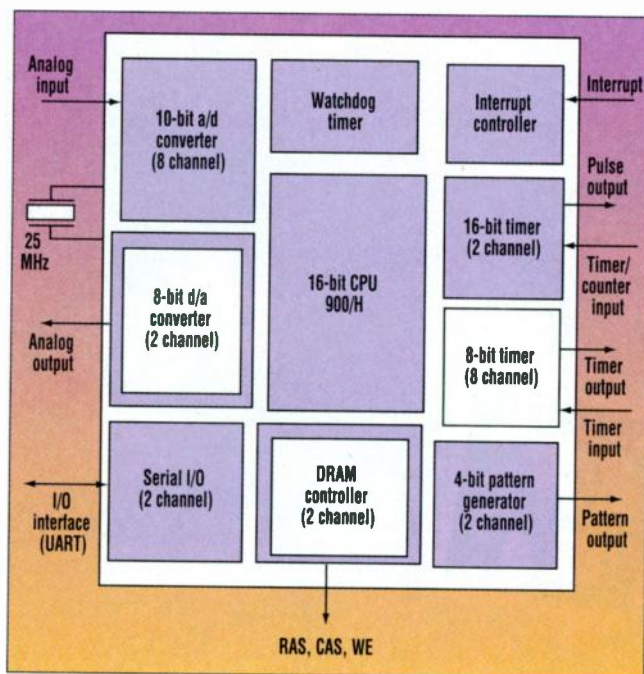 Analog
input
10-bit a/d
converter
(8 channel)
Watchdog
timer
Interrupt
controller
Interrupt
Pulse
output
25
MHz
16-bit CPU
900/H
16-bit timer
(2 channel)
Timer/
counter
input
8-bit d/a
converter
(2 channel)
Analog
output
8-bit timer
(8 channel)
Timer
output
Timer
input
Serial I/O
(2 channel)
DRAM
controller
(2 channel)
4-bit pattern
generator
(2 channel)
I/O
interface
(UART)
Pattern
output
RAS, CAS, WE